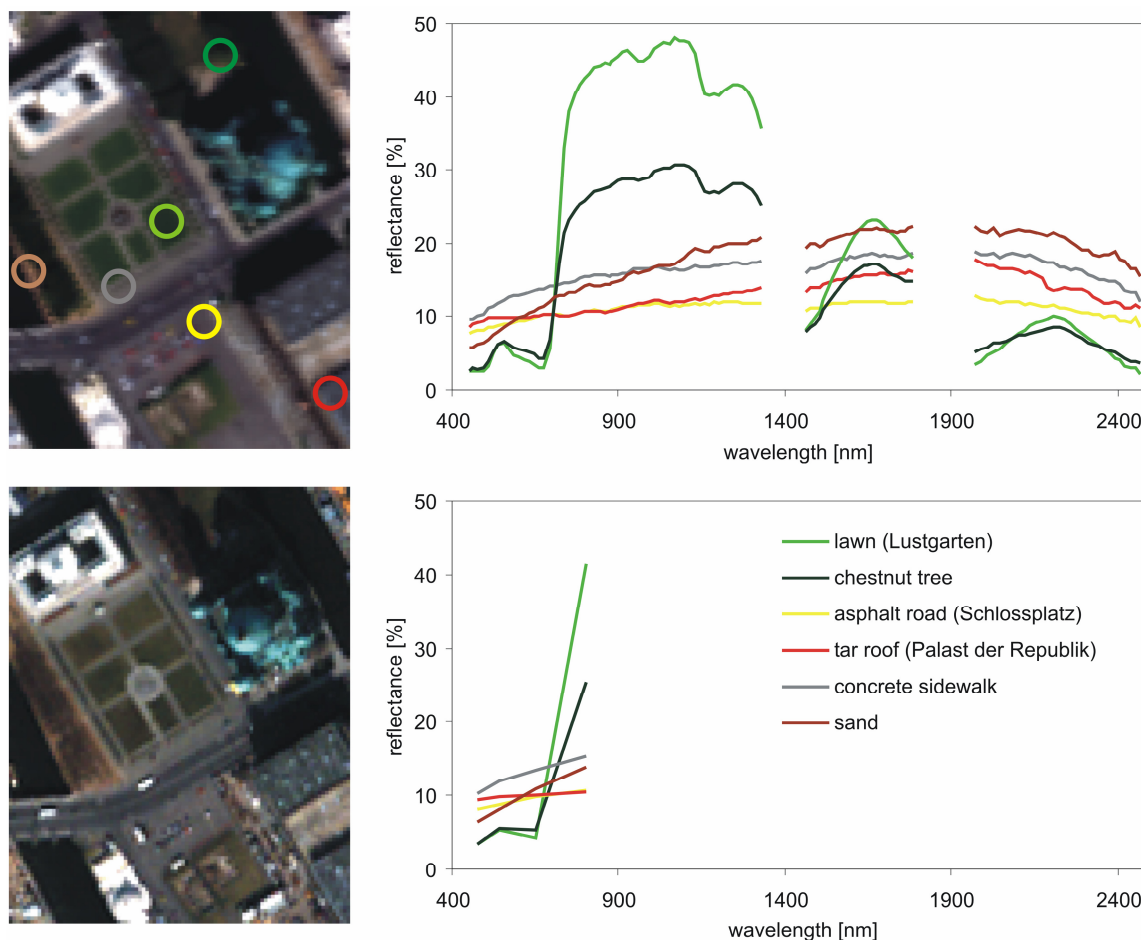 50
40
30
20
10
0
reflectance [%]
400 900 1400 1900 2400
wavelength [nm]
50
40
30
20
10
0
reflectance [%]
lawn (Lustgarten)
chestnut tree
asphalt road (Schlossplatz)
tar roof (Palast der Republik)
concrete sidewalk
sand
400 900 1400 1900 2400
wavelength [nm]